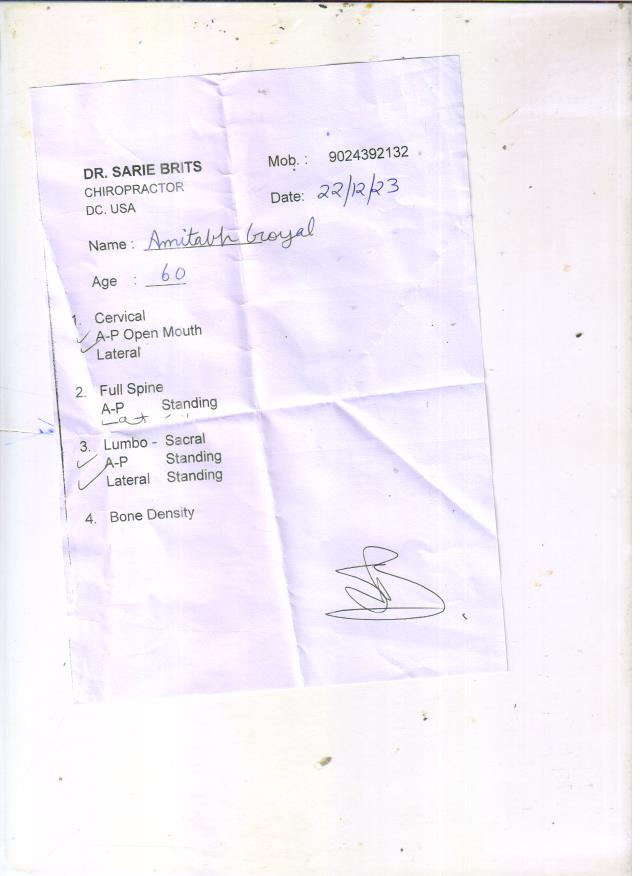 DR. SARIE BRITS
CHIROPRACTOR
DC. USA
Mob. : 9024392132
Date: 22/12/23
Name : Amitabh Goyal
Age : 60
1. Cervical
A-P Open Mouth
Lateral
2. Full Spine
A-P Standing
Lat
3. Lumbo - Sacral
A-P Standing
Lateral Standing
4. Bone Density